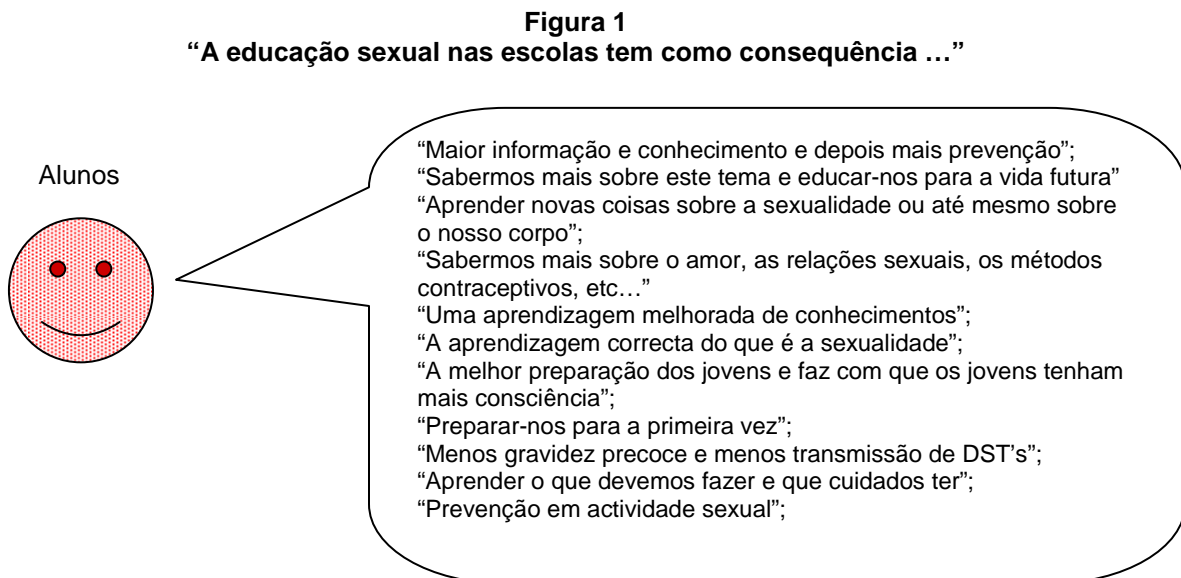 Figura 1
“A educação sexual nas escolas tem como consequência …”
Alunos
“Maior informação e conhecimento e depois mais prevenção”;
“Sabermos mais sobre este tema e educar-nos para a vida futura”
“Aprender novas coisas sobre a sexualidade ou até mesmo sobre
o nosso corpo”;
“Sabermos mais sobre o amor, as relações sexuais, os métodos
contraceptivos, etc…”
“Uma aprendizagem melhorada de conhecimentos”;
“A aprendizagem correcta do que é a sexualidade”;
“A melhor preparação dos jovens e faz com que os jovens tenham
mais consciência”;
“Preparar-nos para a primeira vez”;
“Menos gravidez precoce e menos transmissão de DST’s”;
“Aprender o que devemos fazer e que cuidados ter”;
“Prevenção em actividade sexual”;